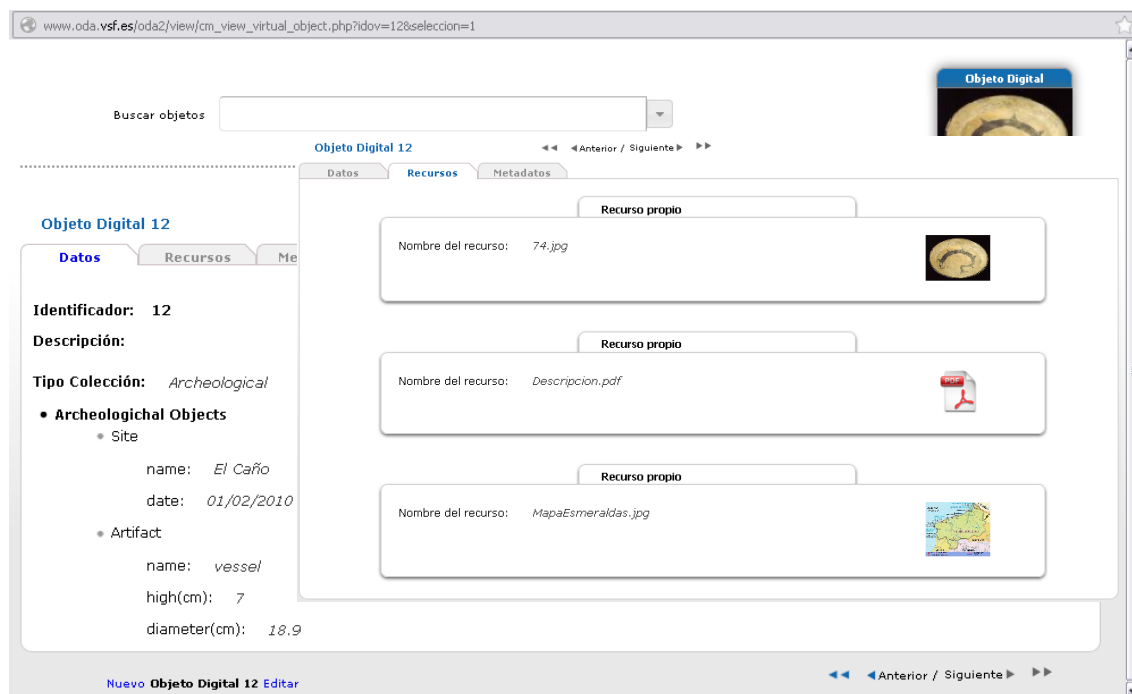 www.oda.vsf.es/oda2/view/cm_view_virtual_object.php?idov=12&seleccion=1
Objeto Digital
Buscar objetos
Objeto Digital 12
◄◄ ◄Anterior / Siguiente► ►►
Datos Recursos Metadatos
Recurso propio
Nombre del recurso: 74.jpg
Recurso propio
Nombre del recurso: Descripcion.pdf
PDF
Recurso propio
Nombre del recurso: MapaEsmeraldas.jpg
Objeto Digital 12
Datos Recursos Me
Identificador: 12
Descripción:
Tipo Colección: Archeological
• Archeologichal Objects
• Site
name: El Caño
date: 01/02/2010
• Artifact
name: vessel
high(cm): 7
diameter(cm): 18.9
Nuevo Objeto Digital 12 Editar
◄◄ ◄Anterior / Siguiente► ►►